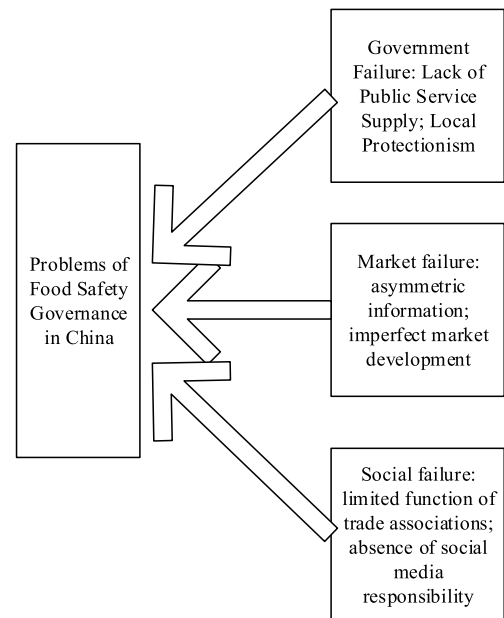 Government
Failure: Lack of
Public Service
Supply; Local
Protectionism
Problems of
Food Safety
Governance
in China
Market failure:
asymmetric
information;
imperfect market
development
Social failure:
limited function of
trade associations;
absence of social
media
responsibility